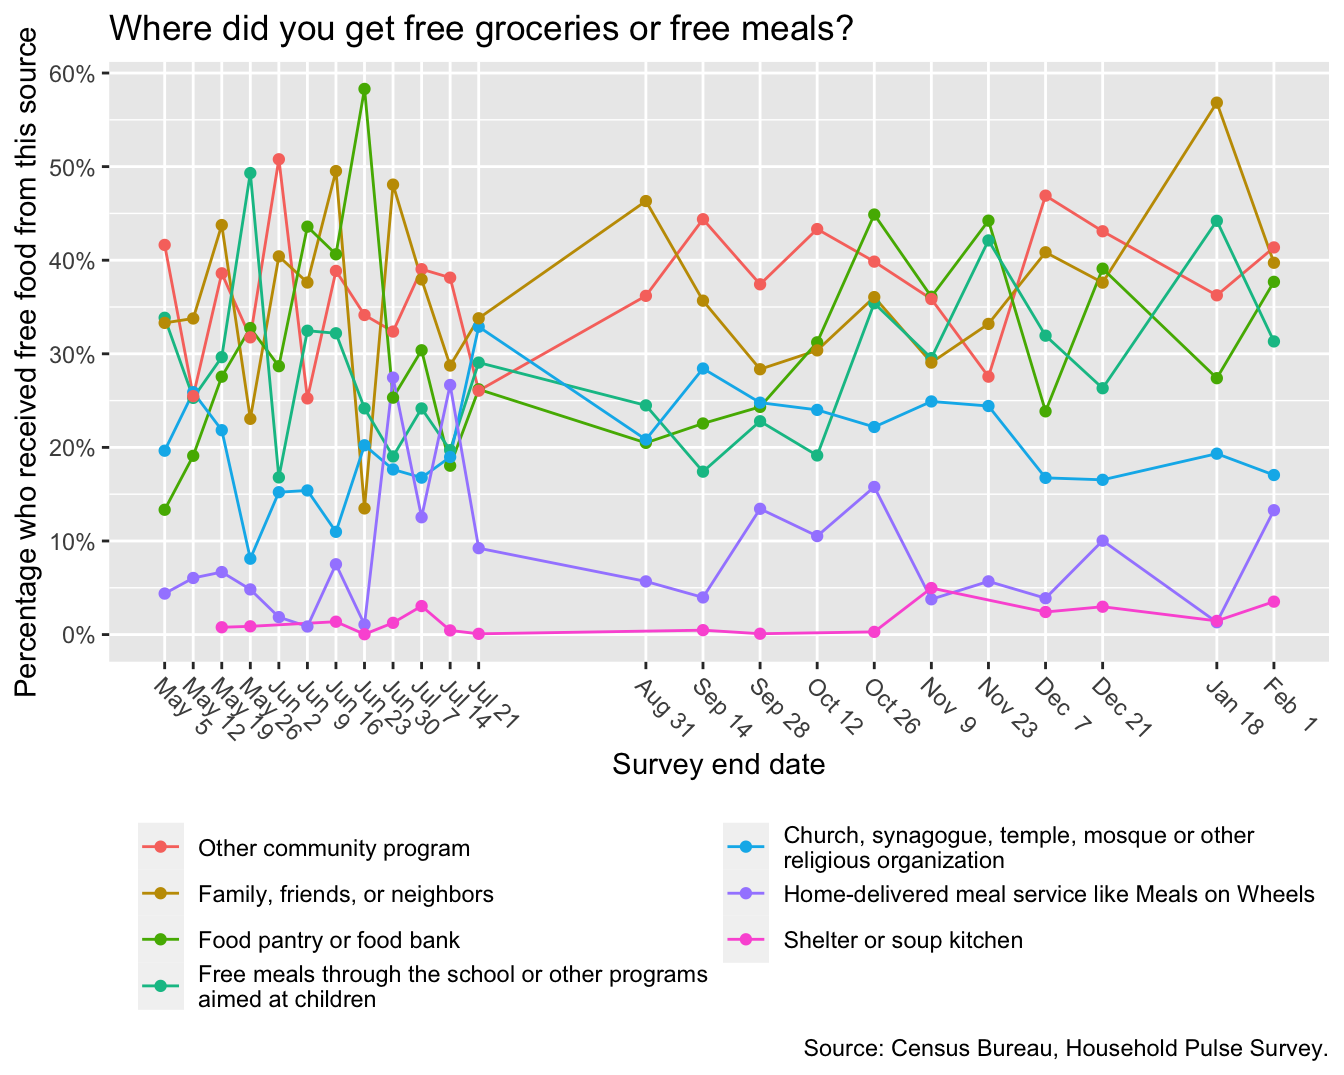 Where did you get free groceries or free meals?
Percentage who received free food from this source
60%
50%
40%
30%
20%
10%
0%
May 5
May 12
May 19
May 26
Jun 2
Jun 9
Jun 16
Jun 23
Jun 30
Jul 7
Jul 14
Jul 21
Aug 31
Sep 14
Sep 28
Oct 12
Oct 26
Nov 9
Nov 23
Dec 7
Dec 21
Jan 18
Feb 1
Survey end date
Other community program
Family, friends, or neighbors
Food pantry or food bank
Free meals through the school or other programs
aimed at children
Church, synagogue, temple, mosque or other
religious organization
Home-delivered meal service like Meals on Wheels
Shelter or soup kitchen
Source: Census Bureau, Household Pulse Survey.